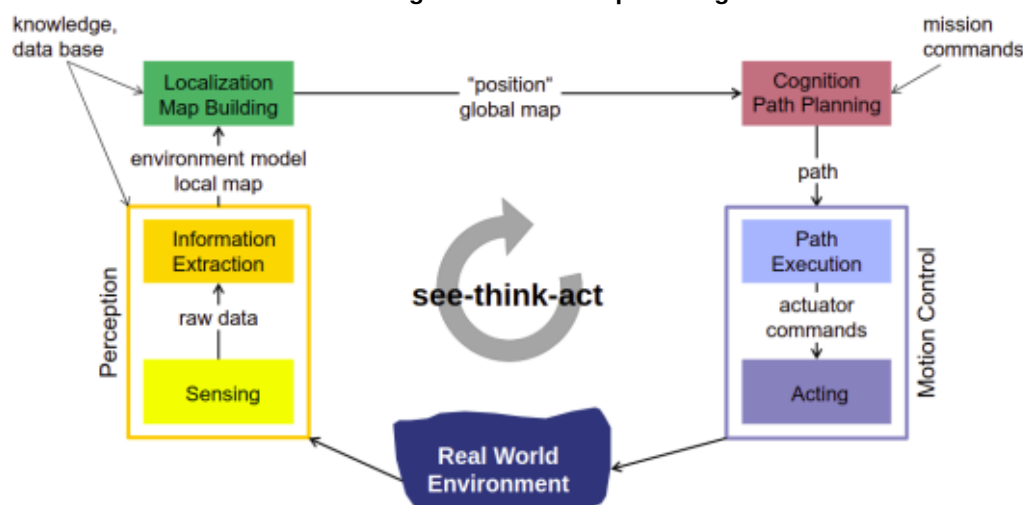 knowledge,
data base
mission
commands
Localization
Map Building
"position"
global map
Cognition
Path Planning
environment model
local map
path
Perception
Information
Extraction
raw data
Sensing
see-think-act
Path
Execution
actuator
commands
Acting
Motion Control
Real World
Environment